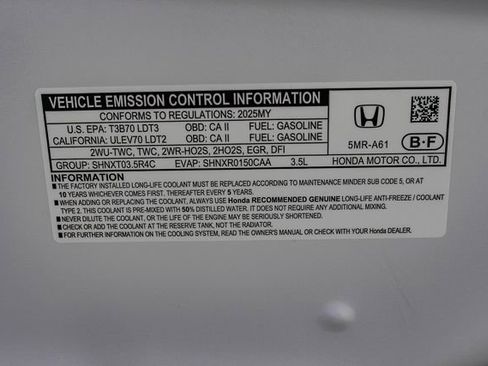 VEHICLE EMISSION CONTROL INFORMATION
CONFORMS TO REGULATIONS: 2025MY
U.S. EPA: T3B70 LDT3 OBD: CA II FUEL: GASOLINE
CALIFORNIA: ULEV70 LDT2 OBD: CA II FUEL: GASOLINE
2WU-TWC, TWC, 2WR-HO2S, 2HO2S, EGR, DFI
GROUP: SHNXT03.5R4C EVAP: SHNXR0150CAA 3.5L
5MR-A61
B·F
HONDA MOTOR CO., LTD.
INFORMATION
■ THE FACTORY INSTALLED LONG-LIFE COOLANT MUST BE REPLACED ACCORDING TO MAINTENANCE MINDER SUB CODE 5, OR AT
10 YEARS WHICHEVER COMES FIRST. THEREAFTER EVERY 5 YEARS.
■ WHEN ADDING OR REPLACING THE COOLANT, ALWAYS USE Honda RECOMMENDED GENUINE LONG-LIFE ANTI-FREEZE / COOLANT
TYPE 2. THIS COOLANT IS PRE-MIXED WITH 50% DISTILLED WATER. IT DOES NOT REQUIRE ANY ADDITIONAL MIXING.
■ NEVER DILUTE THE COOLANT, OR THE LIFE OF THE ENGINE MAY BE SERIOUSLY SHORTENED.
■ CHECK OR ADD THE COOLANT AT THE RESERVE TANK, NOT THE RADIATOR.
■ FOR FURTHER INFORMATION ON THE COOLING SYSTEM, READ THE OWNER'S MANUAL OR CHECK WITH YOUR Honda DEALER.